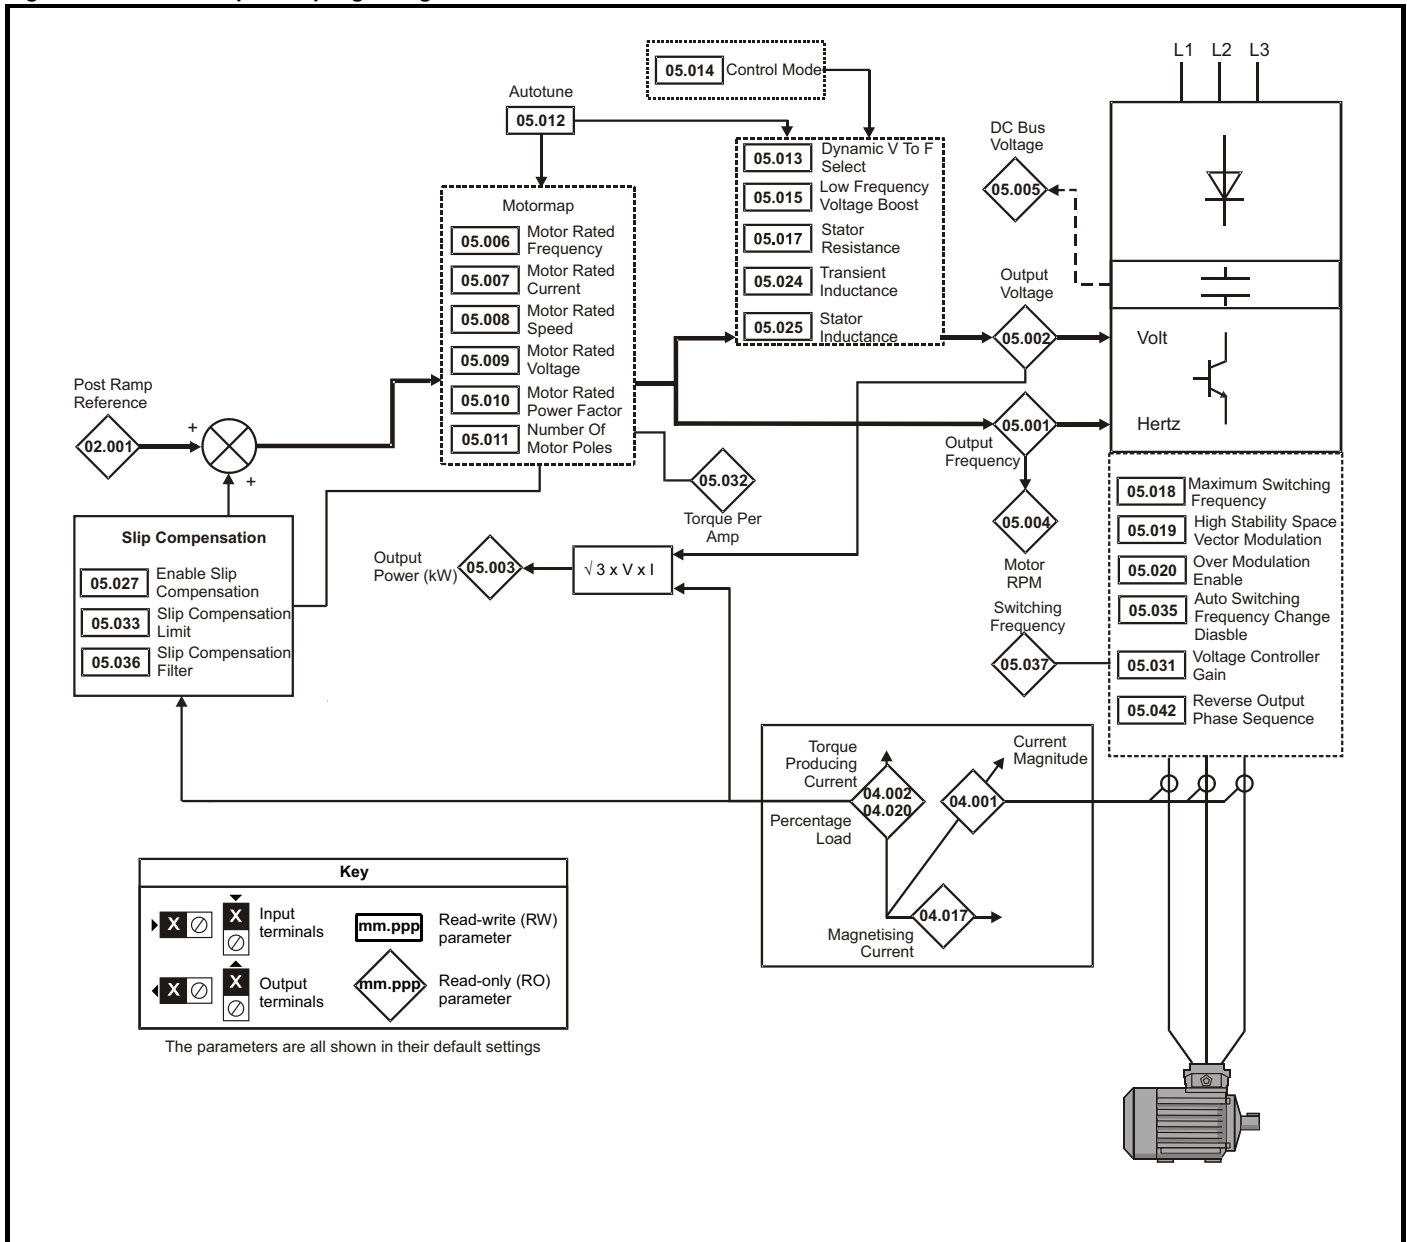 L1 L2 L3
05.014 Control Mode
Autotune
05.012
DC Bus
Voltage
05.005
05.013 Dynamic V To F
Select
05.015 Low Frequency
Voltage Boost
05.017 Stator
Resistance
05.024 Transient
Inductance
05.025 Stator
Inductance
Motormap
05.006 Motor Rated
Frequency
05.007 Motor Rated
Current
05.008 Motor Rated
Speed
05.009 Motor Rated
Voltage
05.010 Motor Rated
Power Factor
05.011 Number Of
Motor Poles
Output
Voltage
05.002
Volt
Hertz
Post Ramp
Reference
02.001
+
+
05.001
Output
Frequency
05.032
Torque Per
Amp
05.004
Motor
RPM
Slip Compensation
05.027 Enable Slip
Compensation
05.033 Slip Compensation
Limit
05.036 Slip Compensation
Filter
Output
Power (kW)
05.003
√ 3 x V x I
Switching
Frequency
05.037
05.018 Maximum Switching
Frequency
05.019 High Stability Space
Vector Modulation
05.020 Over Modulation
Enable
05.035 Auto Switching
Frequency Change
Diasble
05.031 Voltage Controller
Gain
05.042 Reverse Output
Phase Sequence
Torque
Producing
Current
04.002
04.020
Percentage
Load
Current
Magnitude
04.001
04.017
Magnetising
Current
Key
X X Input
terminals
mm.ppp Read-write (RW)
parameter
X X Output
terminals
mm.ppp Read-only (RO)
parameter
The parameters are all shown in their default settings